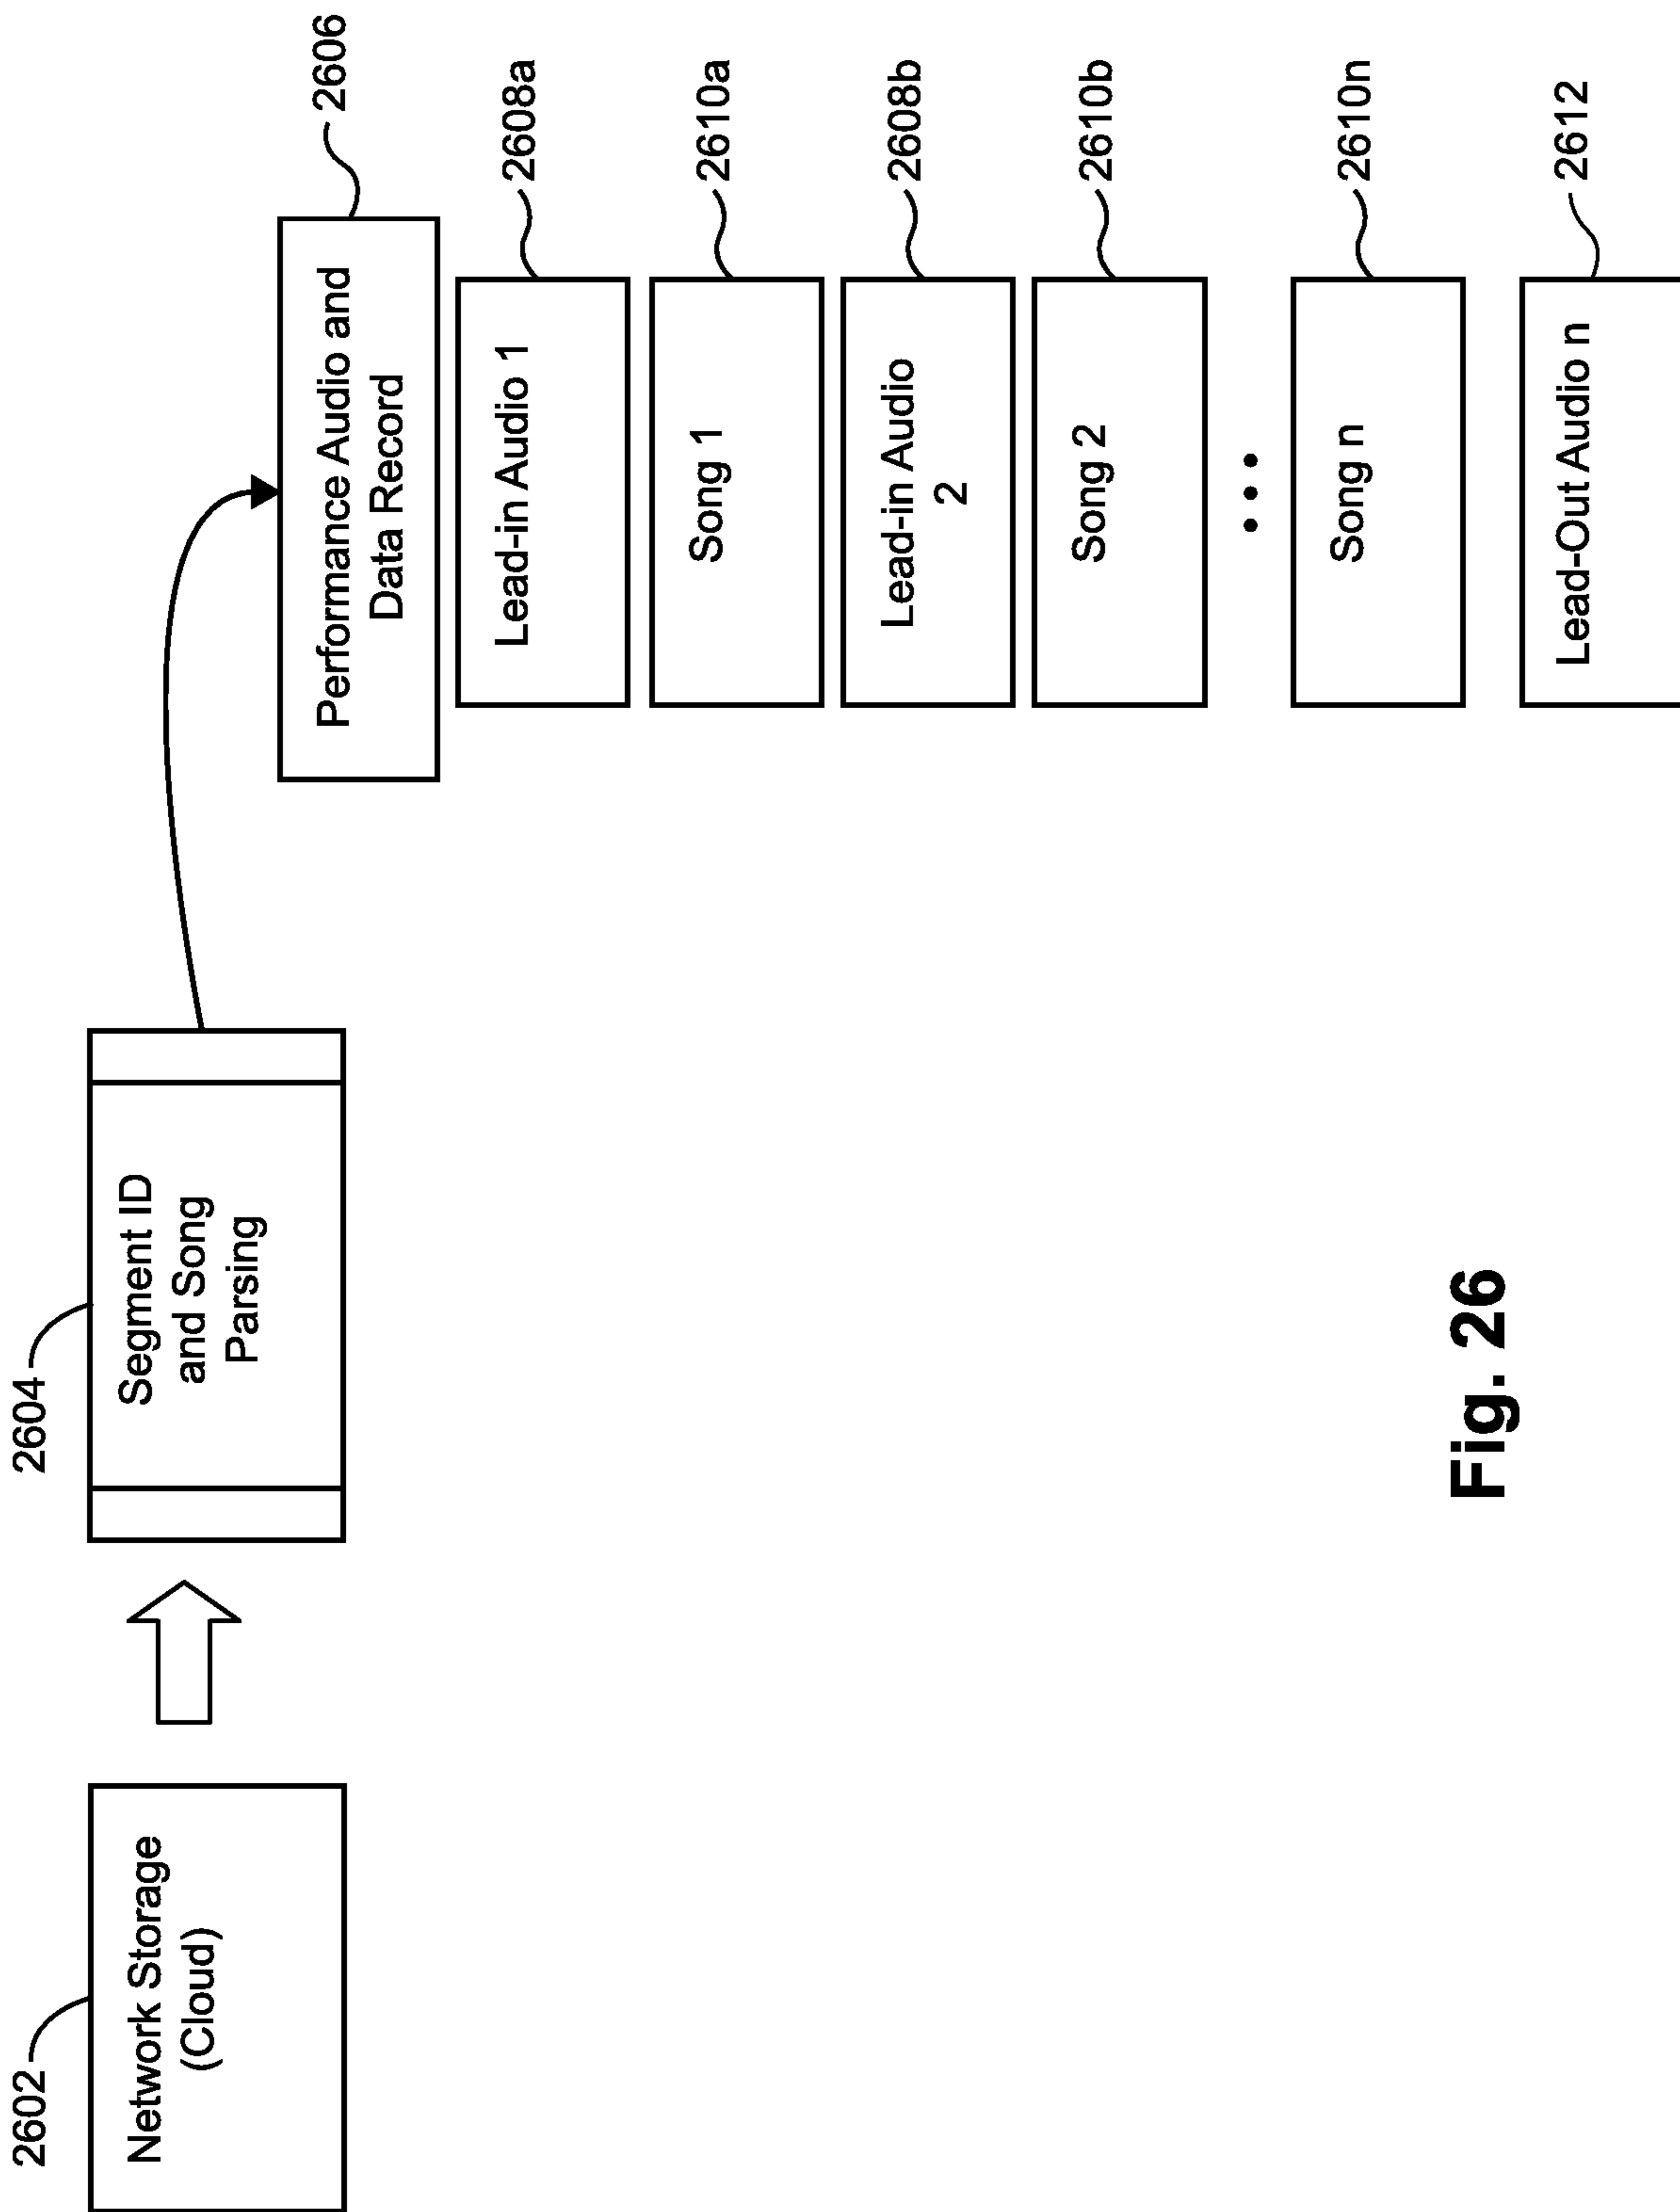 2602
Network Storage
(Cloud)
2604
Segment ID
and Song
Parsing
2606
Performance Audio and
Data Record
Lead-in Audio 1
2608a
Song 1
2610a
Lead-in Audio
2
2608b
Song 2
2610b
•••
Song n
2610n
Lead-Out Audio n
2612
Fig. 26